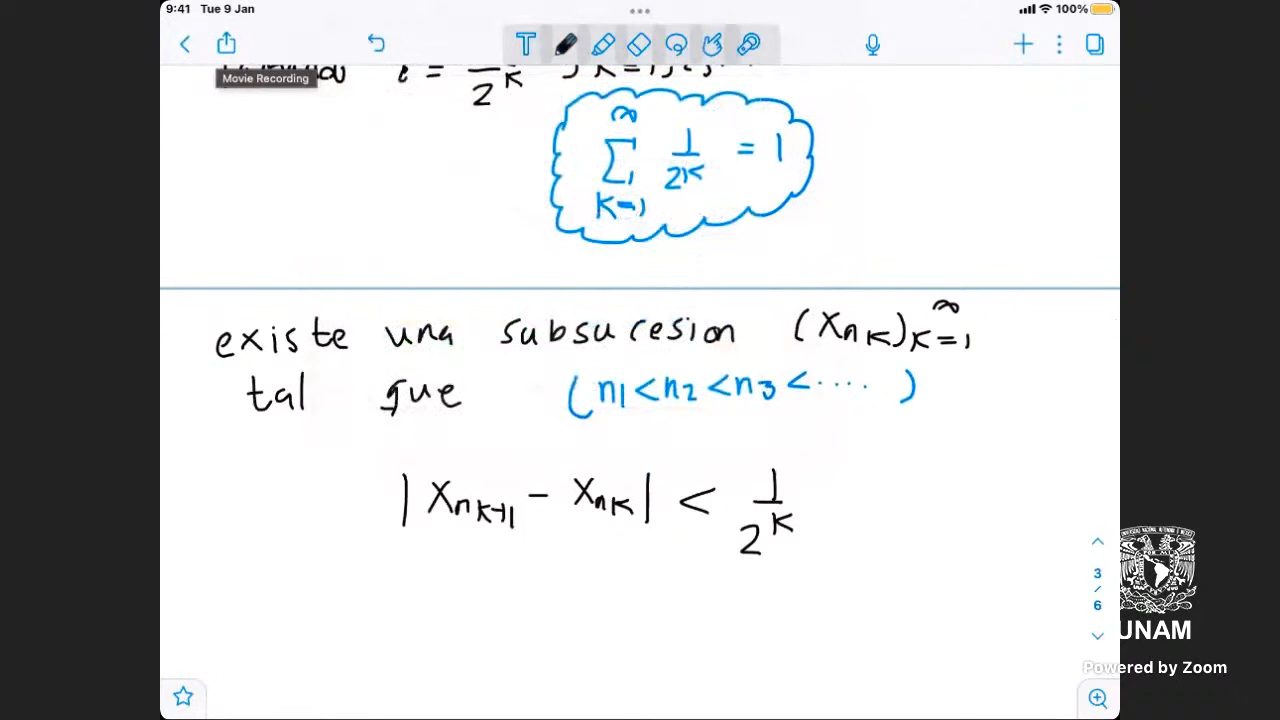 9:41 Tue 9 Jan
100%
Movie Recording
2^k
∑_{k=1}^{∞} 1/2^k = 1
existe una subsucesion (x_{n_k})_{k=1}^{∞}
tal que (n_1 < n_2 < n_3 < ....)
|x_{n_{k+1}} - x_{n_k}| < 1/2^k
3
/
6
UNAM
Powered by Zoom